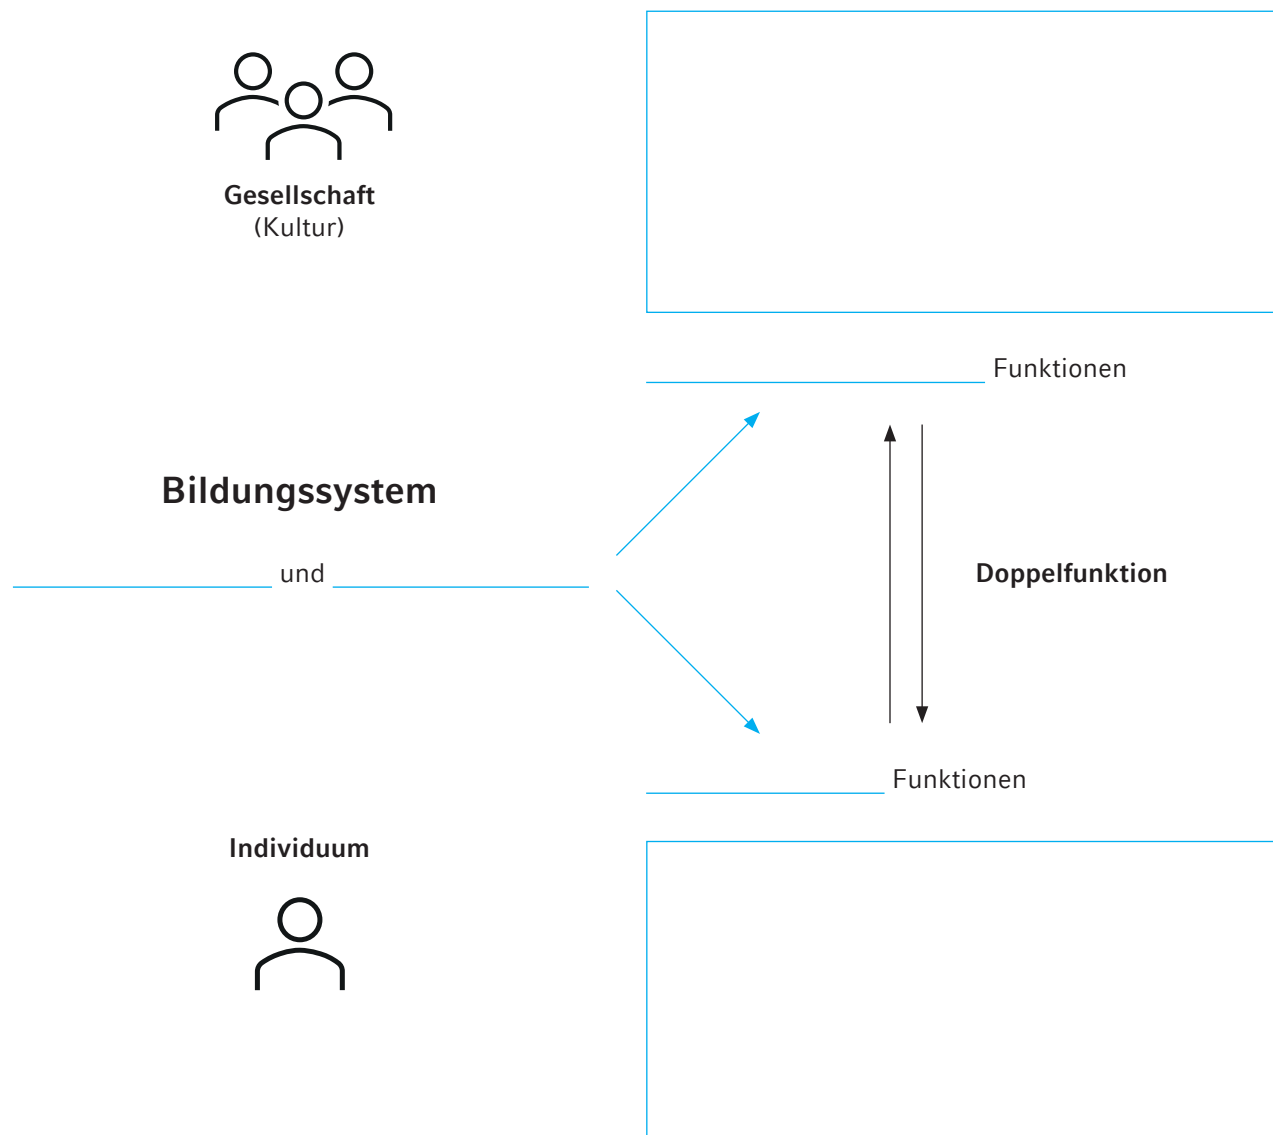 Gesellschaft
(Kultur)
Funktionen
Bildungssystem
und
Doppelfunktion
Funktionen
Individuum